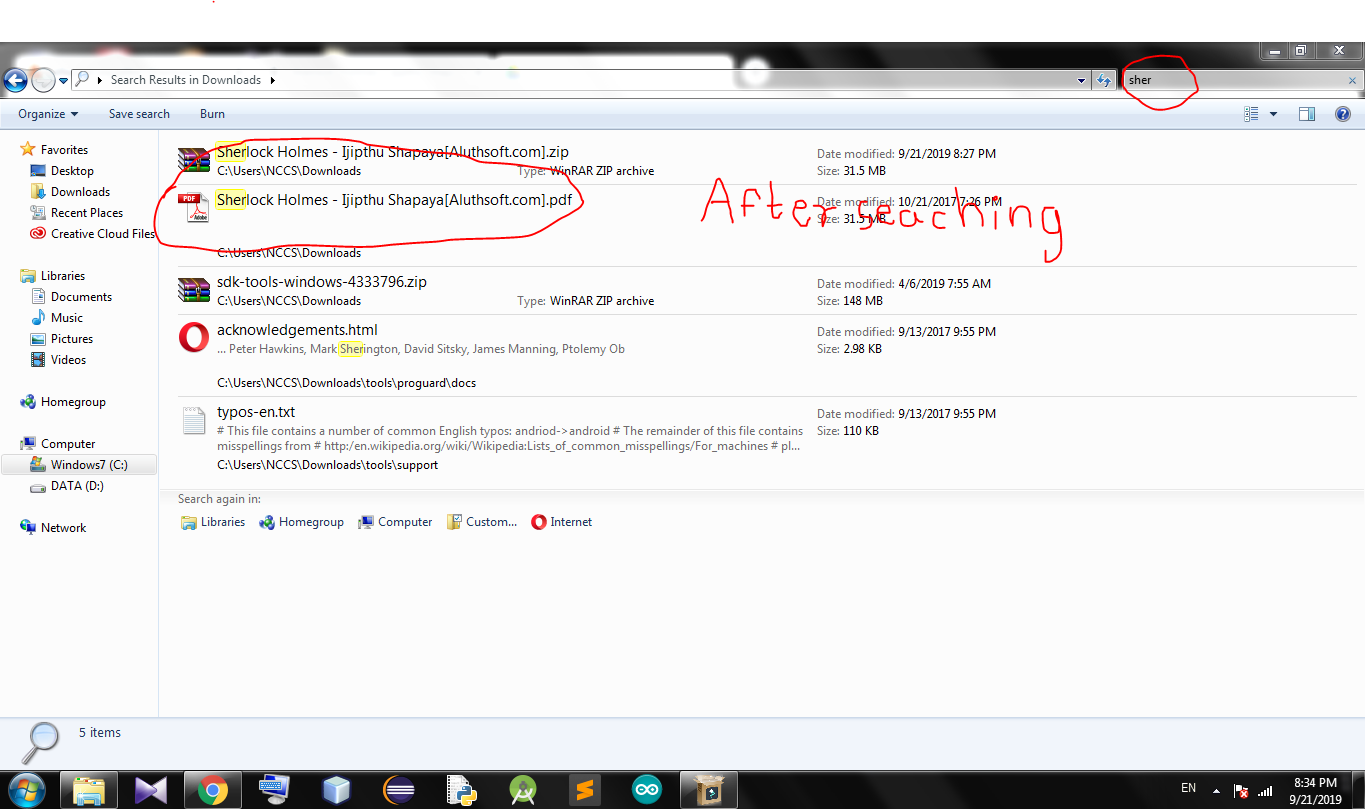 Search Results in Downloads
sher
Organize
Save search
Burn
Favorites
Desktop
Downloads
Recent Places
Creative Cloud Files
Libraries
Documents
Music
Pictures
Videos
Homegroup
Computer
Windows7 (C:)
DATA (D:)
Network
Sherlock Holmes - Ijipthu Shapaya[Aluthsoft.com].zip
Date modified: 9/21/2019 8:27 PM
C:\Users\NCCS\Downloads
Type: WinRAR ZIP archive
Size: 31.5 MB
PDF
Adobe
Sherlock Holmes - Ijipthu Shapaya[Aluthsoft.com].pdf
Date modified: 10/21/2017 7:26 PM
Size: 31.5 MB
C:\Users\NCCS\Downloads
After seaching
sdk-tools-windows-4333796.zip
Date modified: 4/6/2019 7:55 AM
C:\Users\NCCS\Downloads
Type: WinRAR ZIP archive
Size: 148 MB
acknowledgements.html
Date modified: 9/13/2017 9:55 PM
... Peter Hawkins, Mark Sherington, David Sitsky, James Manning, Ptolemy Ob
Size: 2.98 KB
C:\Users\NCCS\Downloads\tools\proguard\docs
typos-en.txt
Date modified: 9/13/2017 9:55 PM
# This file contains a number of common English typos: andriod->android # The remainder of this file contains
Size: 110 KB
misspellings from # http:/en.wikipedia.org/wiki/Wikipedia:Lists_of_common_misspellings/For_machines # pl...
C:\Users\NCCS\Downloads\tools\support
Search again in:
Libraries
Homegroup
Computer
Custom...
Internet
5 items
EN
8:34 PM
9/21/2019